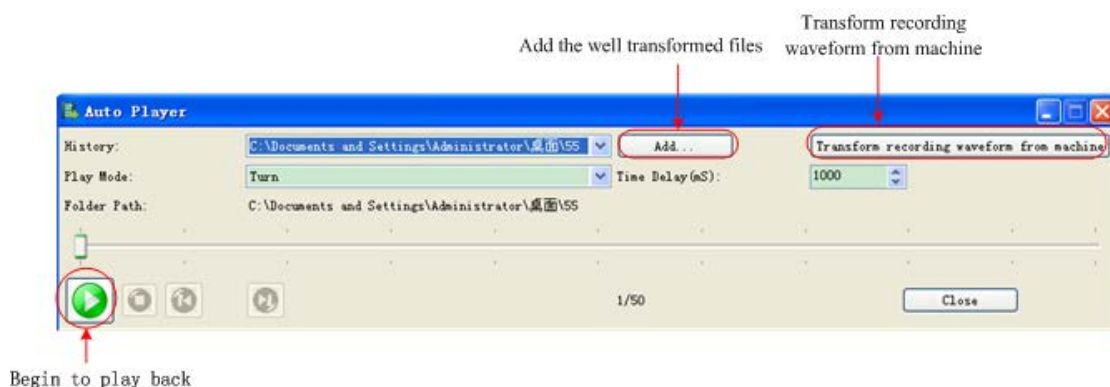 Transform recording
waveform from machine
Add the well transformed files
Auto Player
History: C:\Documents and Settings\Administrator\桌面\55 Add... Transform recording waveform from machine
Play Mode: Turn Time Delay(mS): 1000
Folder Path: C:\Documents and Settings\Administrator\桌面\55
1/50 Close
Begin to play back